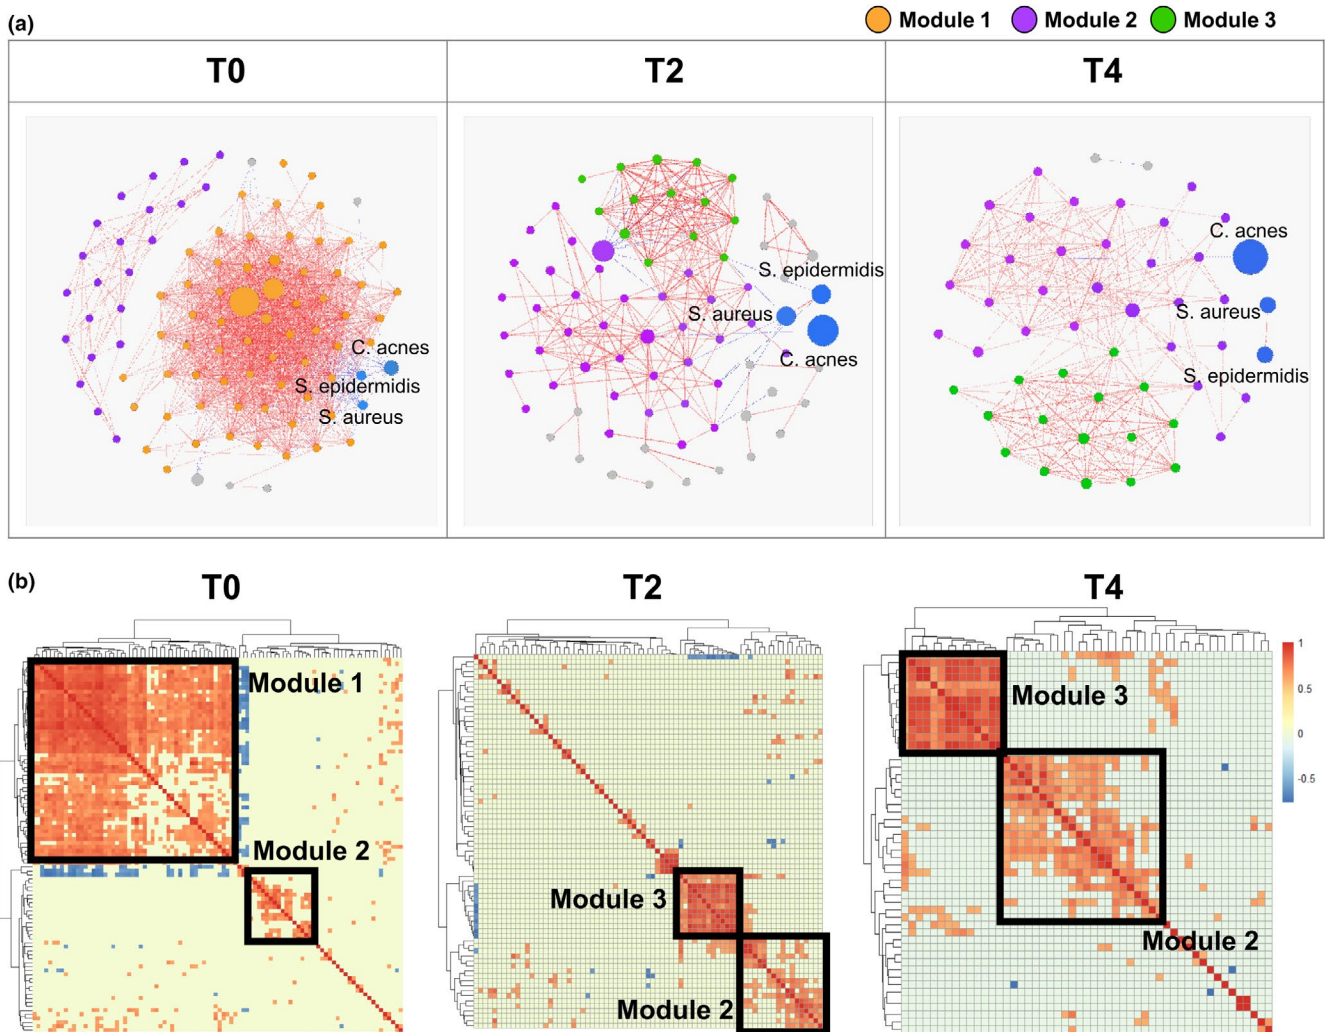 (a)
Module 1 Module 2 Module 3
T0 T2 T4
C. acnes
S. epidermidis
S. aureus
S. epidermidis
S. aureus
C. acnes
C. acnes
S. aureus
S. epidermidis
(b)
T0 T2 T4
Module 1
Module 2
Module 3
Module 2
Module 3
Module 2
1
0.5
0
-0.5